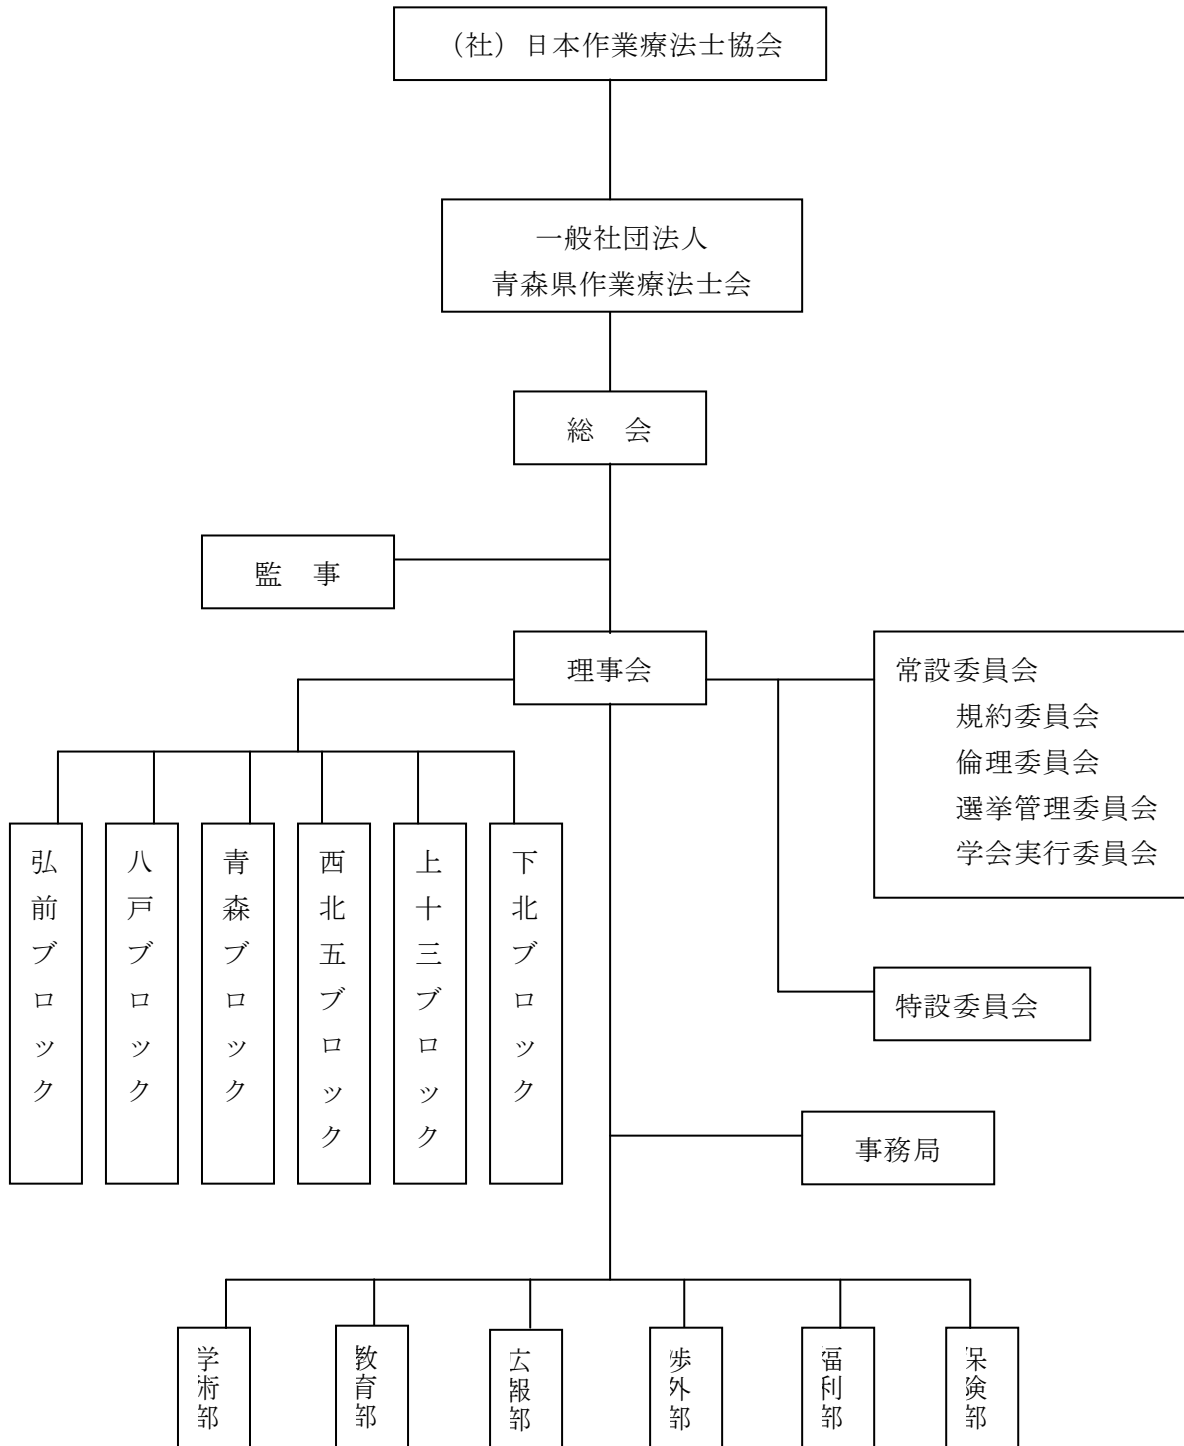 （社）日本作業療法士協会
一般社団法人
青森県作業療法士会
総　会
監　事
理事会
常設委員会
規約委員会
倫理委員会
選挙管理委員会
学会実行委員会
弘前ブロック
八戸ブロック
青森ブロック
西北五ブロック
上十三ブロック
下北ブロック
特設委員会
事務局
学術部
教育部
広報部
渉外部
福利部
保険部